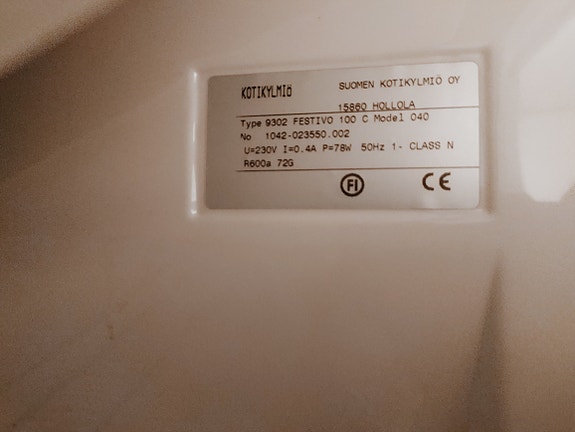 KOTIKYLMIÖ SUOMEN KOTIKYLMIÖ OY
15860 HOLLOLA
Type 9302 FESTIVO 100 C Model 040
No 1042-023550.002
U=230V I=0.4A P=78W 50Hz 1~ CLASS N
R600a 72G
FI CE